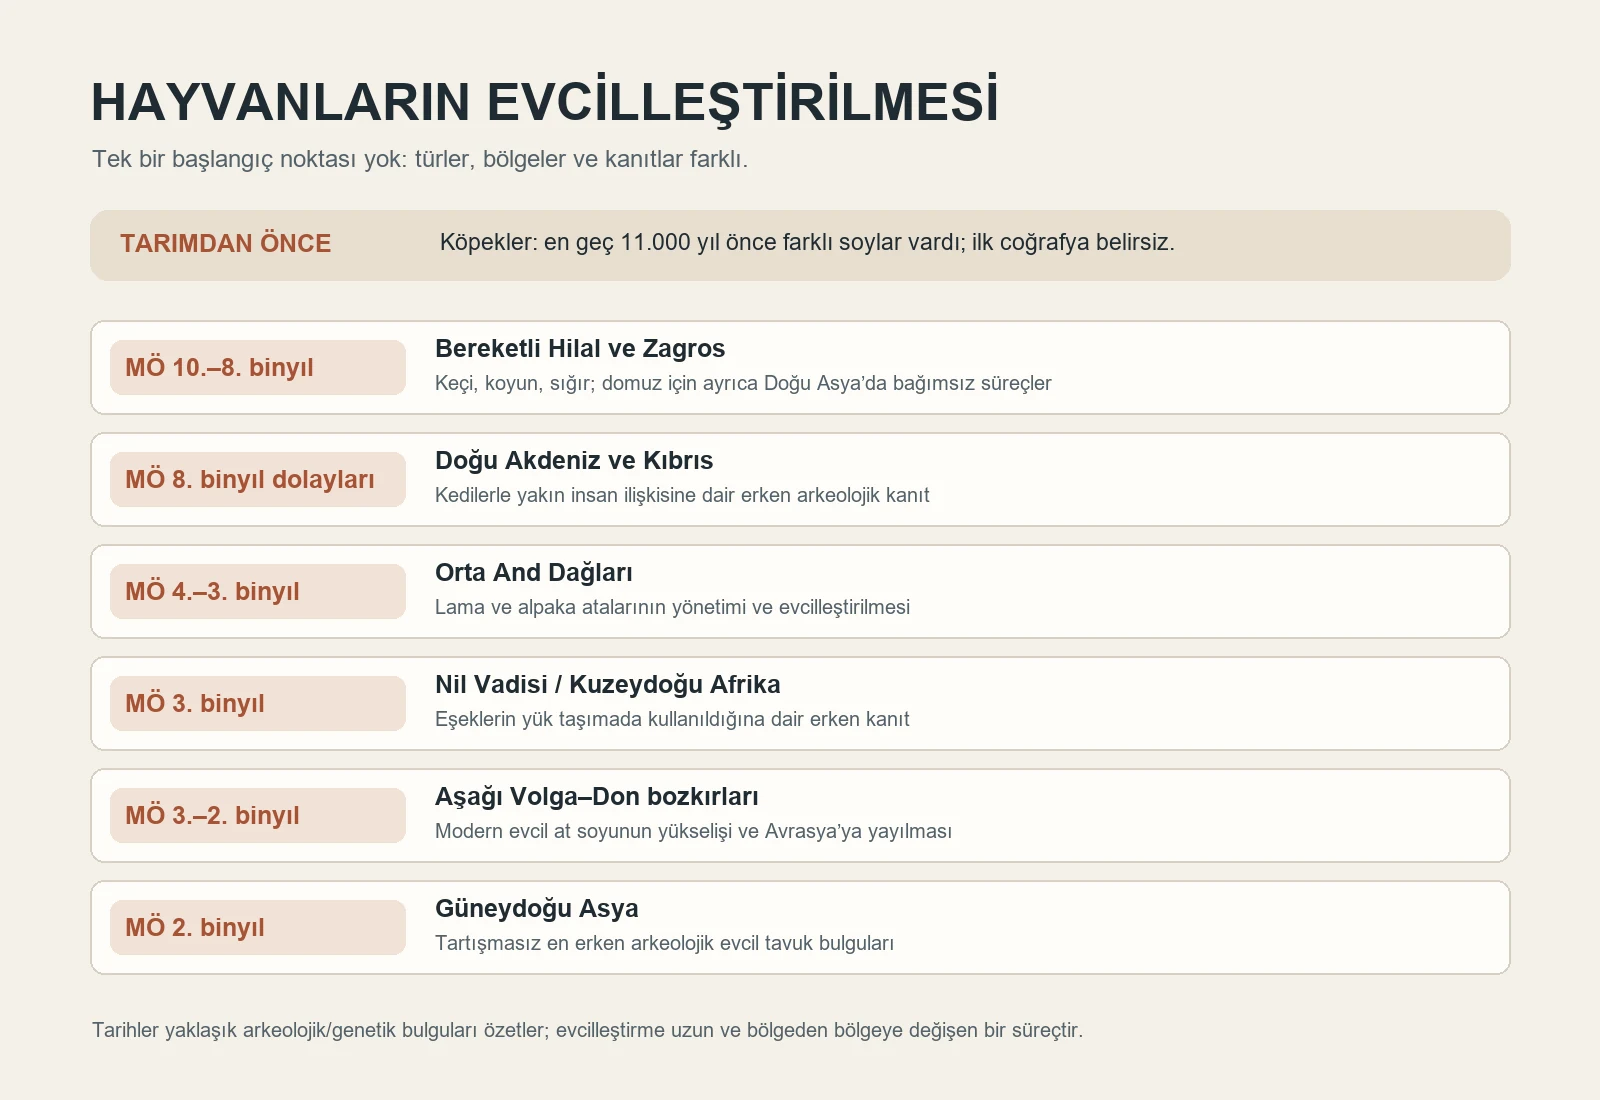 HAYVANLARIN EVCİLLEŞTİRİLMESİ
Tek bir başlangıç noktası yok: türler, bölgeler ve kanıtlar farklı.
TARIMDAN ÖNCE
Köpekler: en geç 11.000 yıl önce farklı soylar vardı; ilk coğrafya belirsiz.
MÖ 10.–8. binyıl
Bereketli Hilal ve Zagros
Keçi, koyun, sığır; domuz için ayrıca Doğu Asya’da bağımsız süreçler
MÖ 8. binyıl dolayları
Doğu Akdeniz ve Kıbrıs
Kedilerle yakın insan ilişkisine dair erken arkeolojik kanıt
MÖ 4.–3. binyıl
Orta And Dağları
Lama ve alpaka atalarının yönetimi ve evcilleştirilmesi
MÖ 3. binyıl
Nil Vadisi / Kuzeydoğu Afrika
Eşeklerin yük taşımada kullanıldığına dair erken kanıt
MÖ 3.–2. binyıl
Aşağı Volga–Don bozkırları
Modern evcil at soyunun yükselişi ve Avrasya’ya yayılması
MÖ 2. binyıl
Güneydoğu Asya
Tartışmasız en erken arkeolojik evcil tavuk bulguları
Tarihler yaklaşık arkeolojik/genetik bulguları özetler; evcilleştirme uzun ve bölgeden bölgeye değişen bir süreçtir.